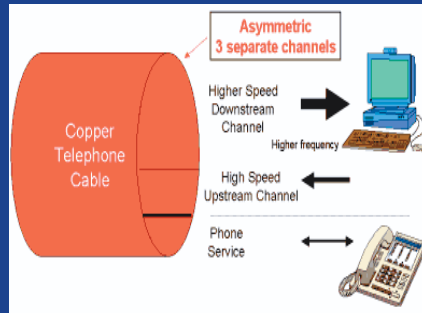 Asymmetric
3 separate channels
Copper
Telephone
Cable
Higher Speed
Downstream
Channel
Higher frequency
High Speed
Upstream Channel
Phone
Service